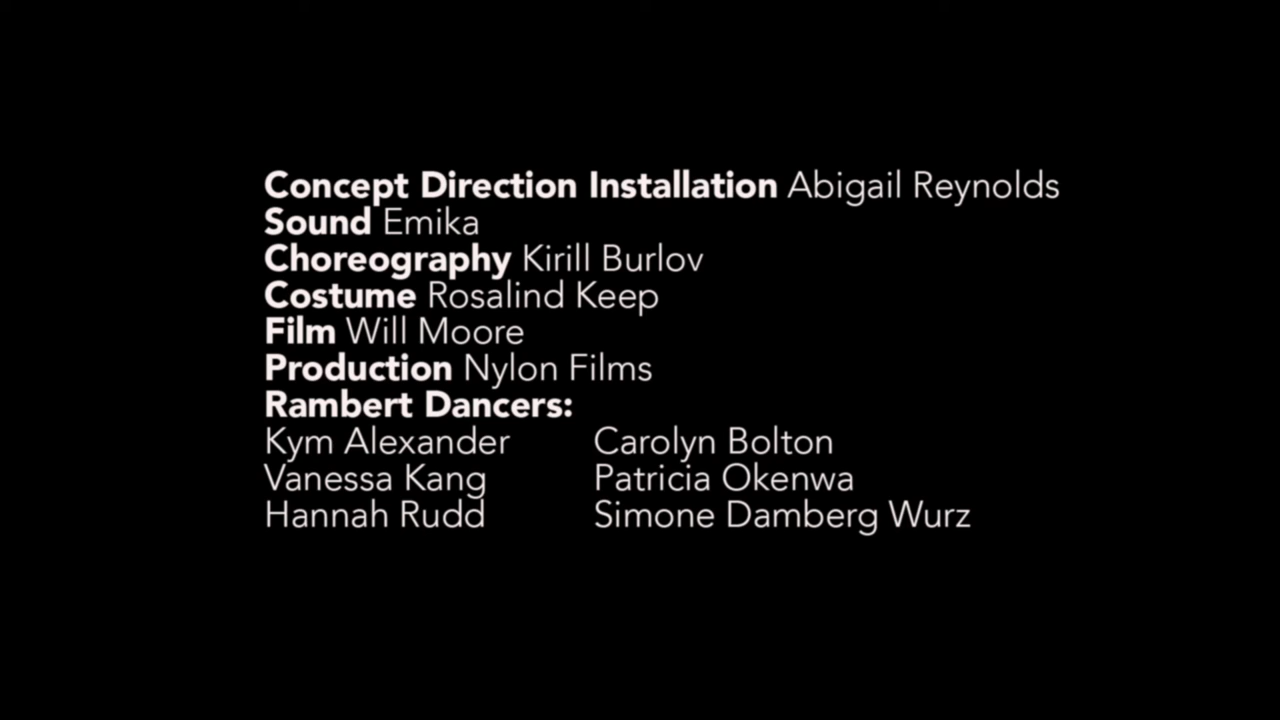 Concept Direction Installation Abigail Reynolds
Sound Emika
Choreography Kirill Burlov
Costume Rosalind Keep
Film Will Moore
Production Nylon Films
Rambert Dancers:
Kym Alexander Carolyn Bolton
Vanessa Kang Patricia Okenwa
Hannah Rudd Simone Damberg Wurz